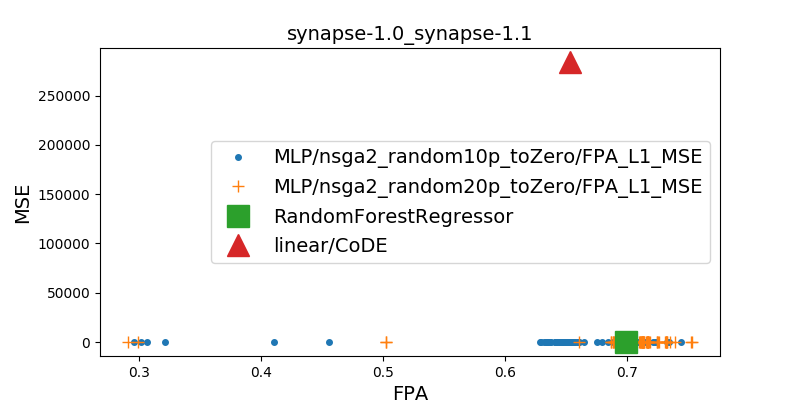 synapse-1.0_synapse-1.1
MSE
250000
200000
150000
100000
50000
0
MLP/nsga2_random10p_toZero/FPA_L1_MSE
MLP/nsga2_random20p_toZero/FPA_L1_MSE
RandomForestRegressor
linear/CoDE
0.3 0.4 0.5 0.6 0.7
FPA